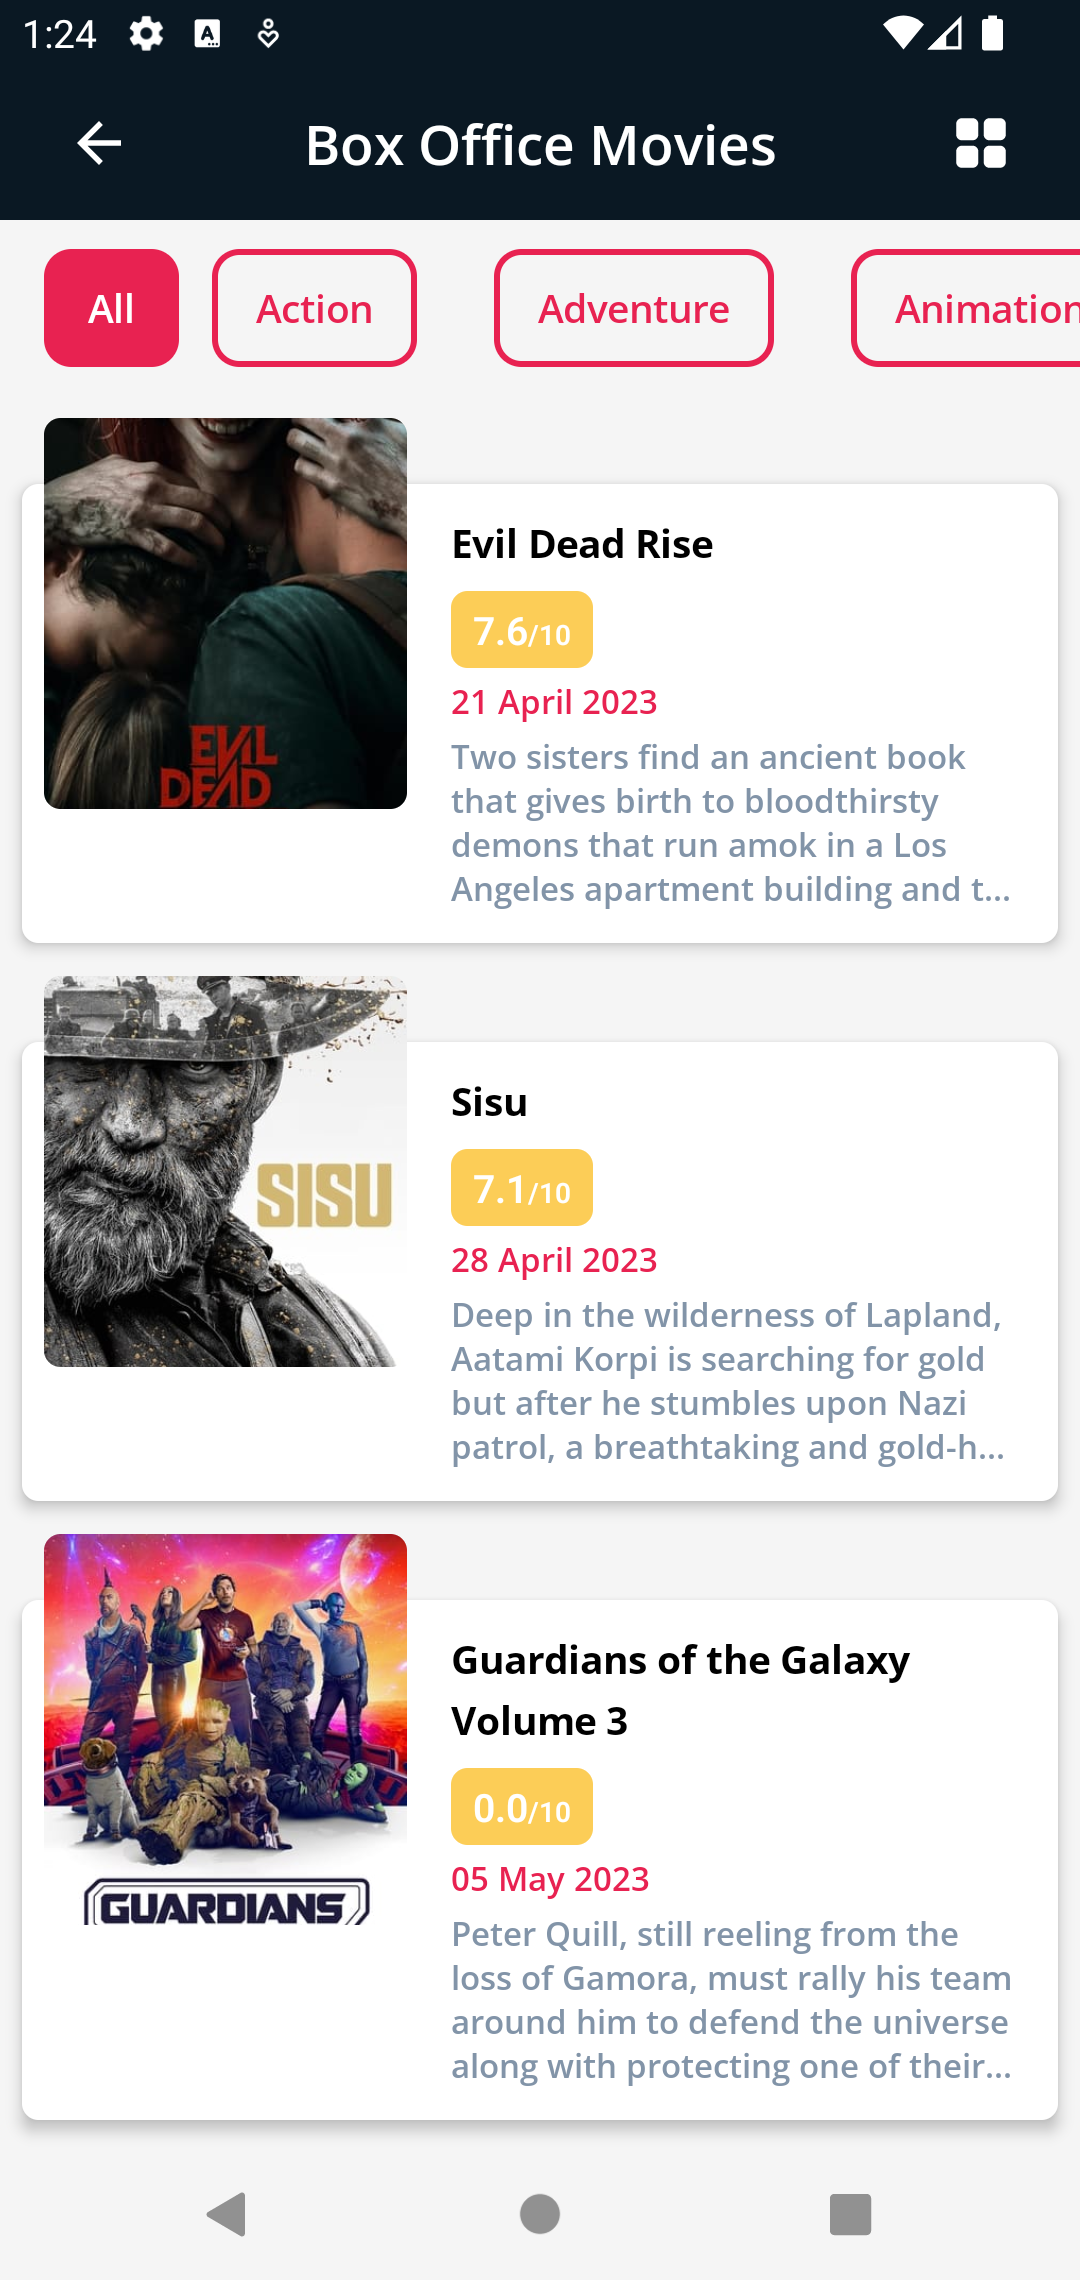 1:24
Box Office Movies
All
Action
Adventure
Animation
EVIL
DEAD
Evil Dead Rise
7.6/10
21 April 2023
Two sisters find an ancient book
that gives birth to bloodthirsty
demons that run amok in a Los
Angeles apartment building and t...
SISU
Sisu
7.1/10
28 April 2023
Deep in the wilderness of Lapland,
Aatami Korpi is searching for gold
but after he stumbles upon Nazi
patrol, a breathtaking and gold-h...
GUARDIANS
Guardians of the Galaxy
Volume 3
0.0/10
05 May 2023
Peter Quill, still reeling from the
loss of Gamora, must rally his team
around him to defend the universe
along with protecting one of their...